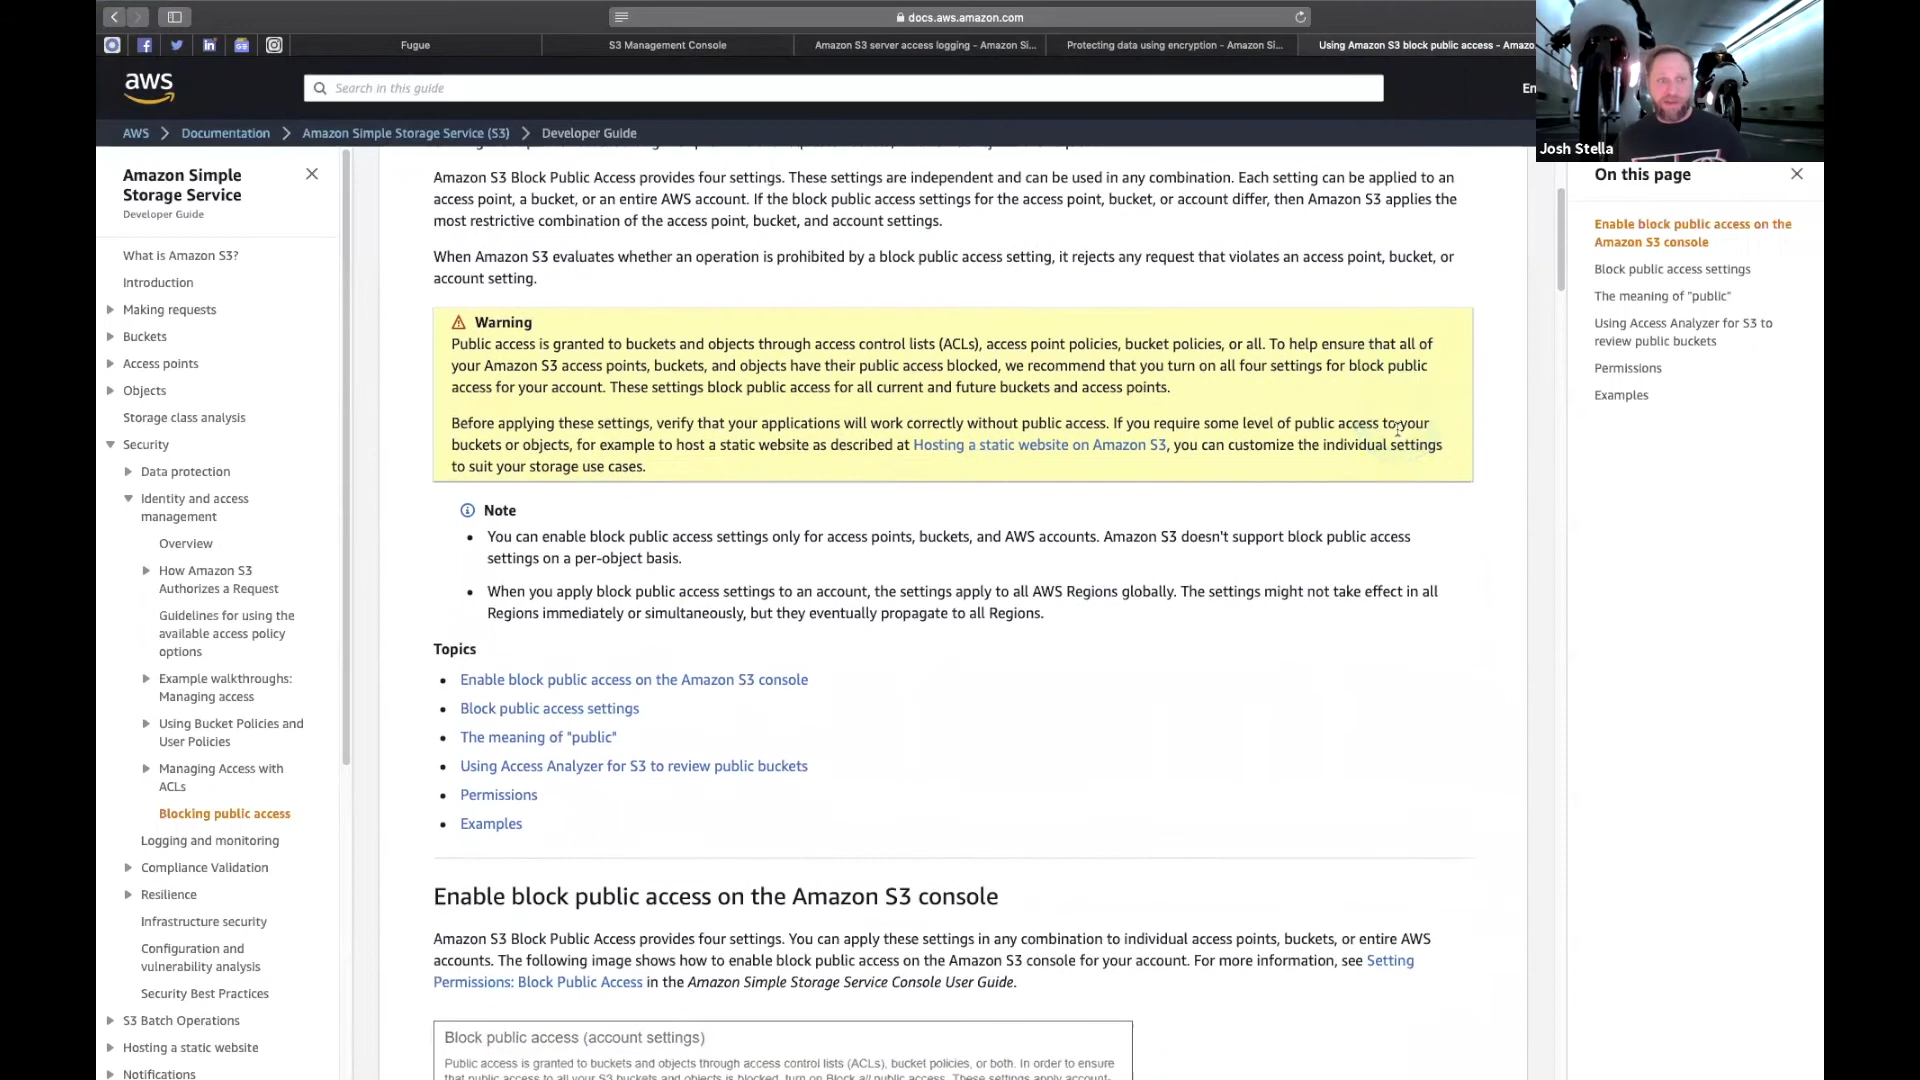 docs.aws.amazon.com
Fugue
S3 Management Console
Amazon S3 server access logging - Amazon Si...
Protecting data using encryption - Amazon Si...
Using Amazon S3 block public access - Amazo
aws
Search in this guide
En
Josh Stella
AWS
Documentation
Amazon Simple Storage Service (S3)
Developer Guide
Amazon Simple
Storage Service
Developer Guide
What is Amazon S3?
Introduction
Making requests
Buckets
Access points
Objects
Storage class analysis
Security
Data protection
Identity and access
management
Overview
How Amazon S3
Authorizes a Request
Guidelines for using the
available access policy
options
Example walkthroughs:
Managing access
Using Bucket Policies and
User Policies
Managing Access with
ACLs
Blocking public access
Logging and monitoring
Compliance Validation
Resilience
Infrastructure security
Configuration and
vulnerability analysis
Security Best Practices
S3 Batch Operations
Hosting a static website
Notifications
Amazon S3 Block Public Access provides four settings. These settings are independent and can be used in any combination. Each setting can be applied to an
access point, a bucket, or an entire AWS account. If the block public access settings for the access point, bucket, or account differ, then Amazon S3 applies the
most restrictive combination of the access point, bucket, and account settings.
When Amazon S3 evaluates whether an operation is prohibited by a block public access setting, it rejects any request that violates an access point, bucket, or
account setting.
Warning
Public access is granted to buckets and objects through access control lists (ACLs), access point policies, bucket policies, or all. To help ensure that all of
your Amazon S3 access points, buckets, and objects have their public access blocked, we recommend that you turn on all four settings for block public
access for your account. These settings block public access for all current and future buckets and access points.
Before applying these settings, verify that your applications will work correctly without public access. If you require some level of public access to your
buckets or objects, for example to host a static website as described at Hosting a static website on Amazon S3, you can customize the individual settings
to suit your storage use cases.
Note
• You can enable block public access settings only for access points, buckets, and AWS accounts. Amazon S3 doesn't support block public access
settings on a per-object basis.
• When you apply block public access settings to an account, the settings apply to all AWS Regions globally. The settings might not take effect in all
Regions immediately or simultaneously, but they eventually propagate to all Regions.
Topics
• Enable block public access on the Amazon S3 console
• Block public access settings
• The meaning of "public"
• Using Access Analyzer for S3 to review public buckets
• Permissions
• Examples
Enable block public access on the Amazon S3 console
Amazon S3 Block Public Access provides four settings. You can apply these settings in any combination to individual access points, buckets, or entire AWS
accounts. The following image shows how to enable block public access on the Amazon S3 console for your account. For more information, see Setting
Permissions: Block Public Access in the Amazon Simple Storage Service Console User Guide.
Block public access (account settings)
Public access is granted to buckets and objects through access control lists (ACLs), bucket policies, or both. In order to ensure
that public access to all your S3 buckets and objects is blocked, turn on Block all public access. These settings apply account-
On this page
Enable block public access on the
Amazon S3 console
Block public access settings
The meaning of "public"
Using Access Analyzer for S3 to
review public buckets
Permissions
Examples